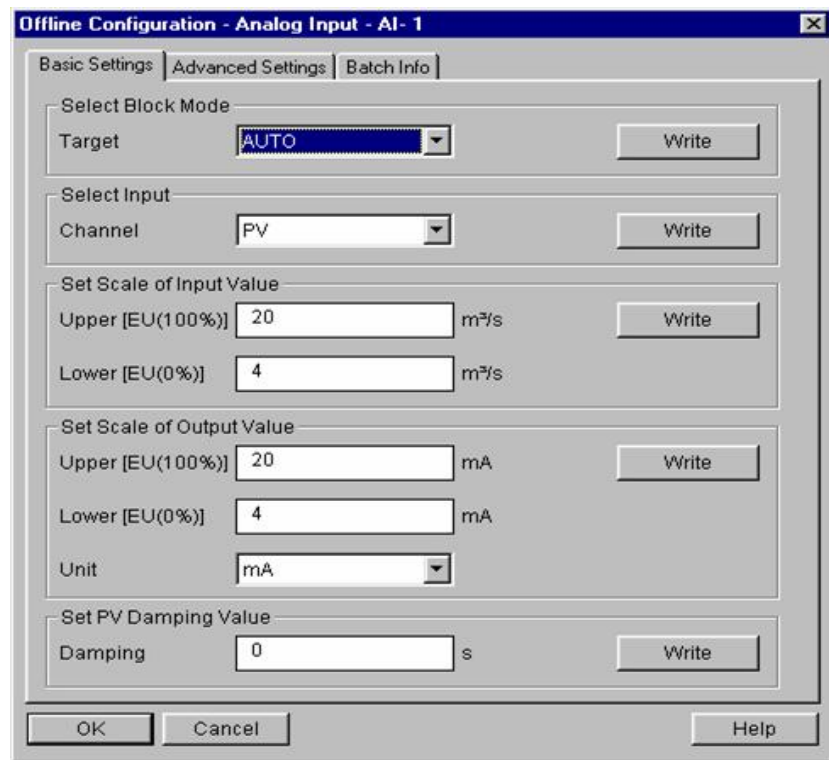 Offline Configuration - Analog Input - AI- 1
Basic Settings Advanced Settings Batch Info
Select Block Mode
Target AUTO Write
Select Input
Channel PV Write
Set Scale of Input Value
Upper [EU(100%)] 20 m³/s Write
Lower [EU(0%)] 4 m³/s
Set Scale of Output Value
Upper [EU(100%)] 20 mA Write
Lower [EU(0%)] 4 mA
Unit mA
Set PV Damping Value
Damping 0 s Write
OK Cancel Help